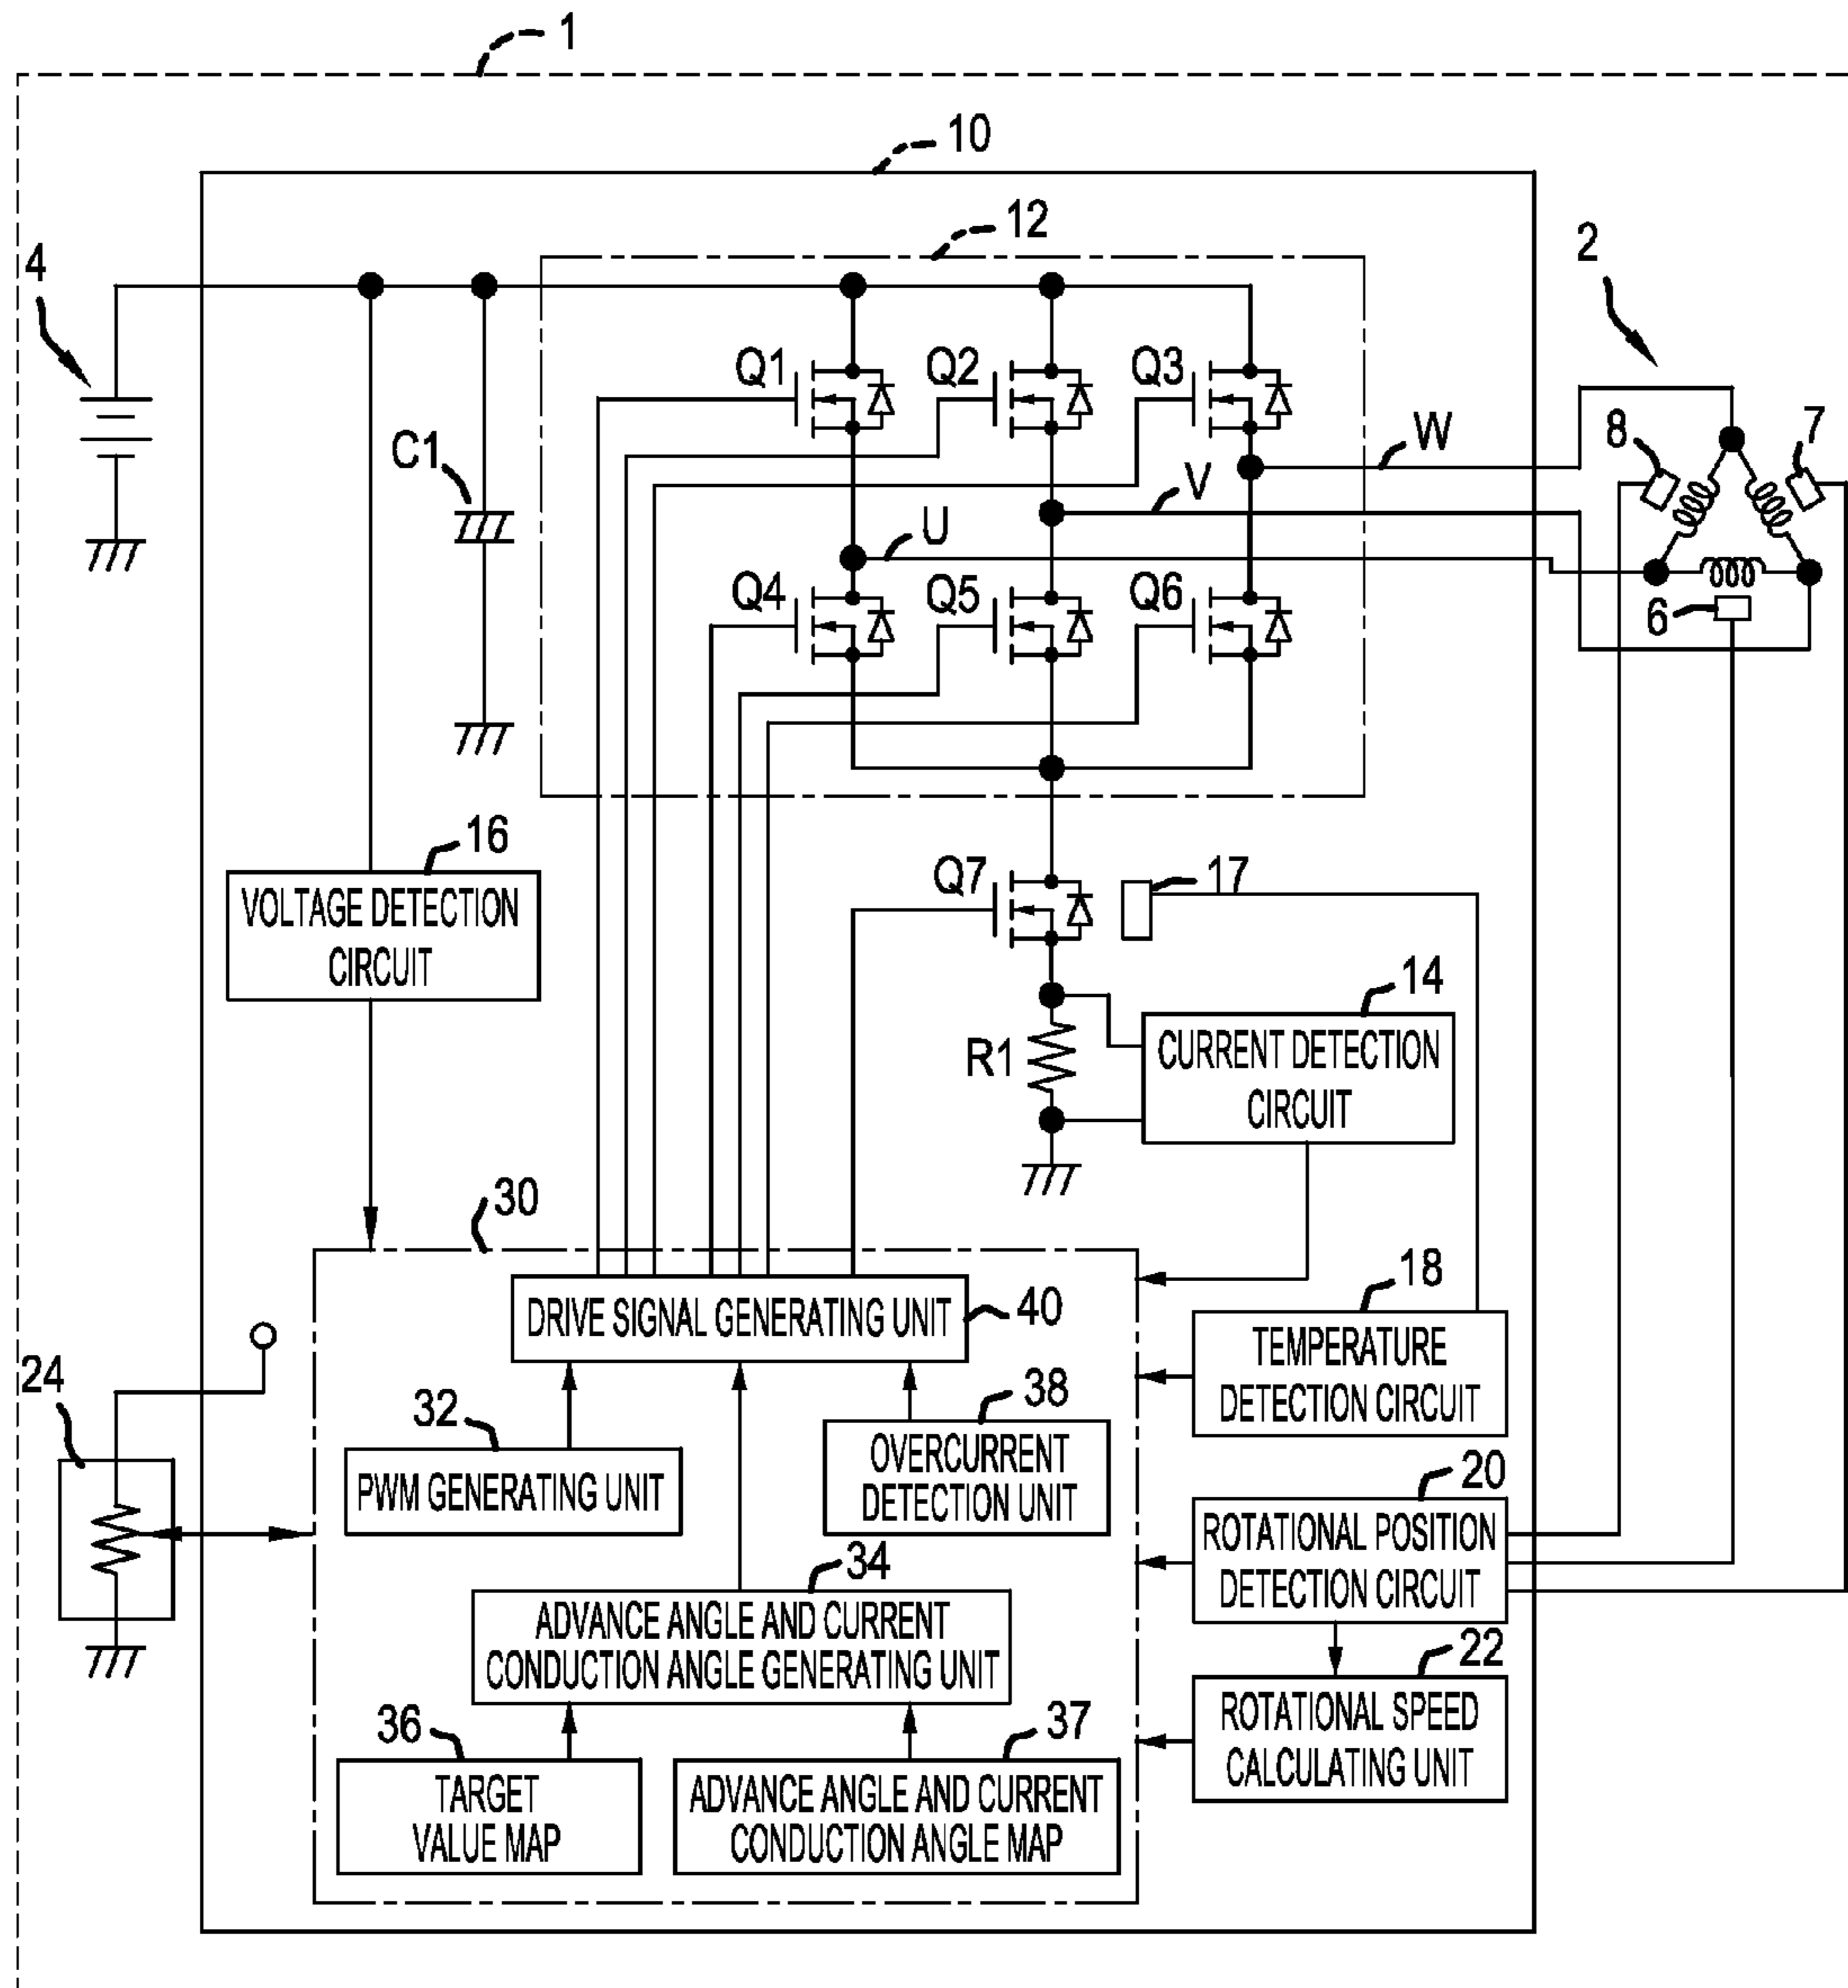 1
10
12
4
2
Q1
Q2
Q3
8
7
C1
W
V
U
Q4
Q5
Q6
6
16
VOLTAGE DETECTION
CIRCUIT
Q7
17
14
CURRENT DETECTION
CIRCUIT
R1
30
18
TEMPERATURE
DETECTION CIRCUIT
DRIVE SIGNAL GENERATING UNIT
40
24
32
PWM GENERATING UNIT
38
OVERCURRENT
DETECTION UNIT
20
ROTATIONAL POSITION
DETECTION CIRCUIT
34
ADVANCE ANGLE AND CURRENT
CONDUCTION ANGLE GENERATING UNIT
22
ROTATIONAL SPEED
CALCULATING UNIT
36
TARGET
VALUE MAP
37
ADVANCE ANGLE AND CURRENT
CONDUCTION ANGLE MAP